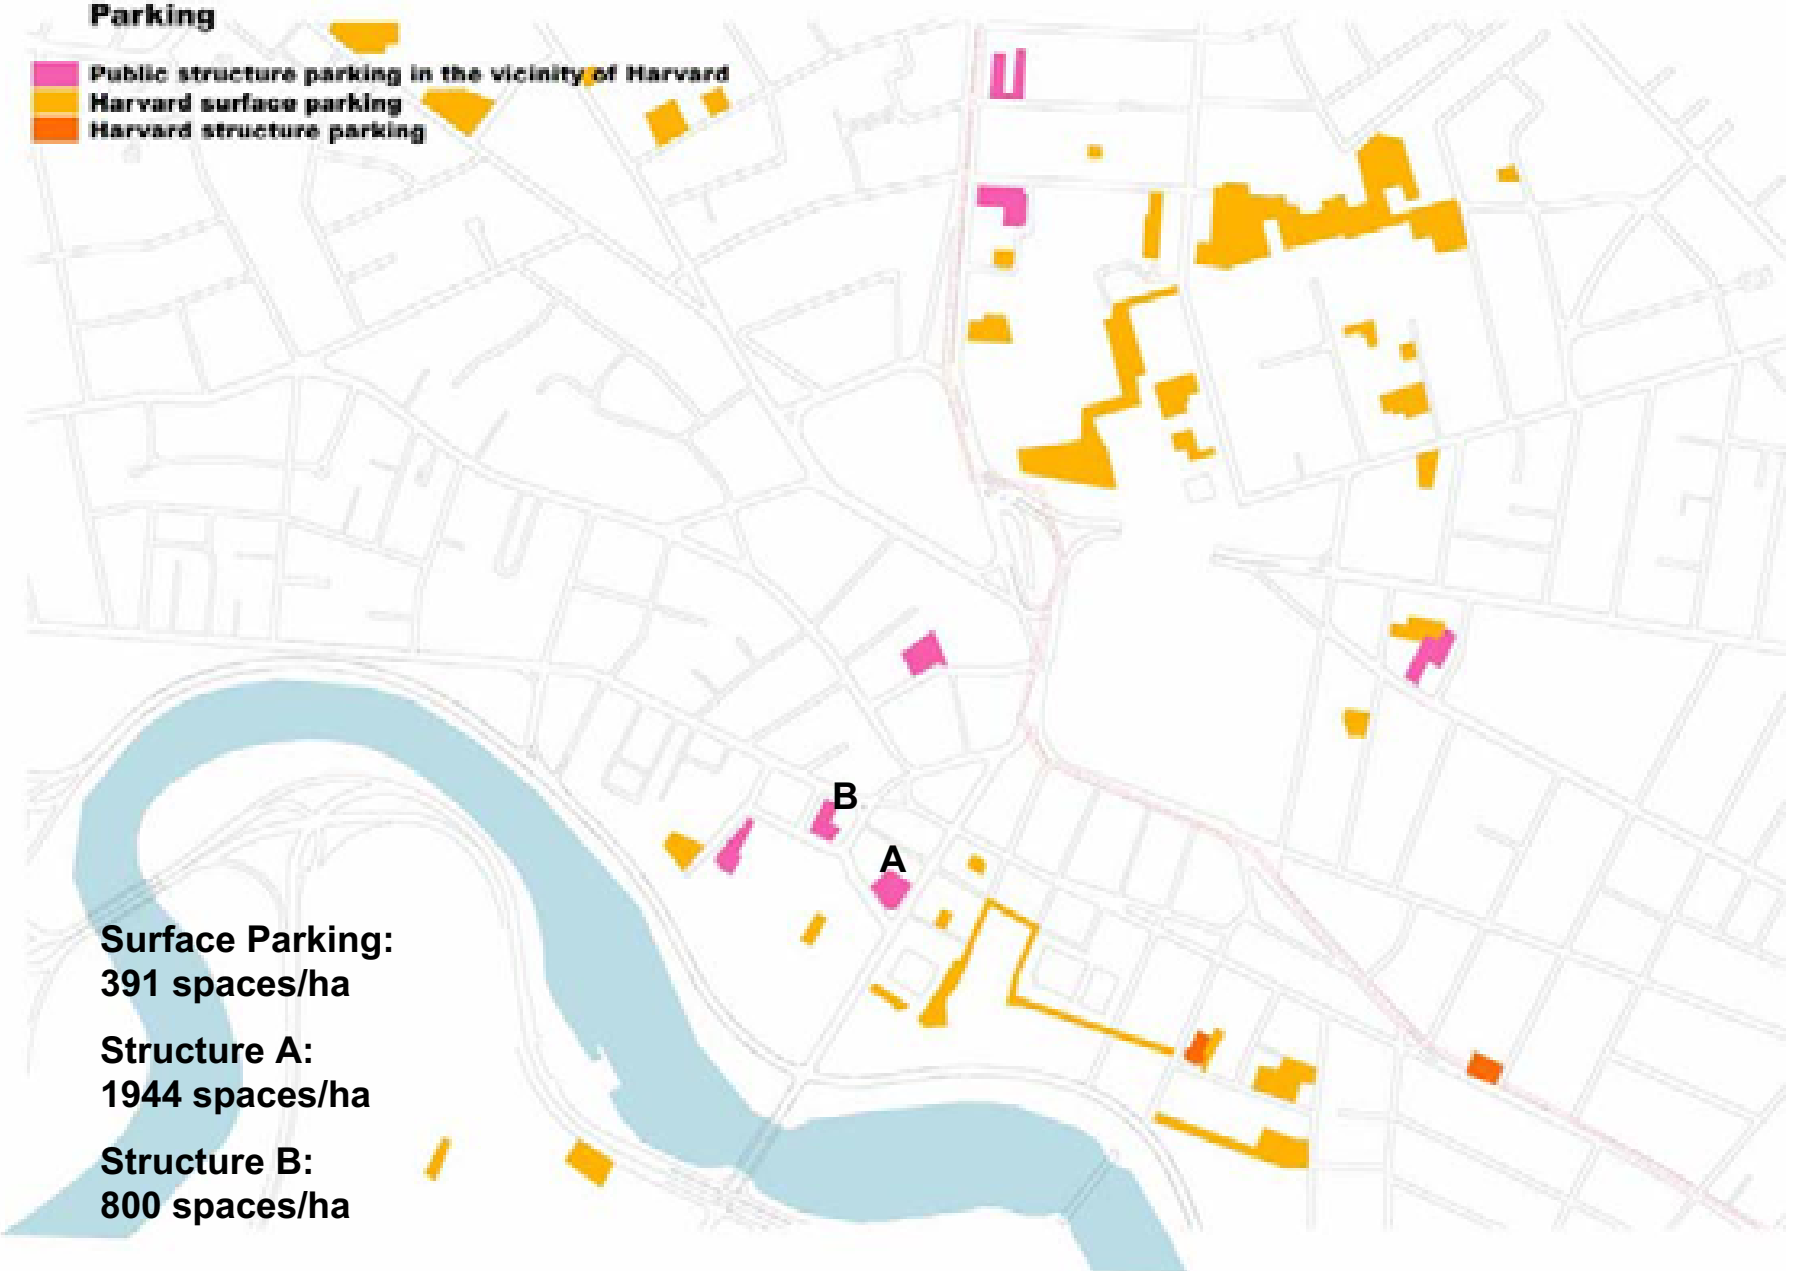 Parking
Public structure parking in the vicinity of Harvard
Harvard surface parking
Harvard structure parking
B
A
Surface Parking:
391 spaces/ha
Structure A:
1944 spaces/ha
Structure B:
800 spaces/ha